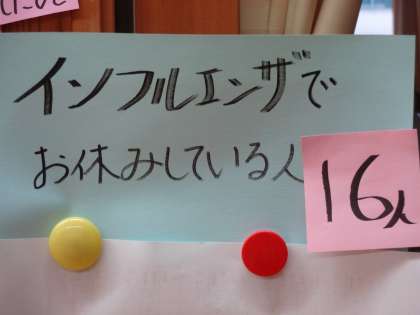 インフルエンザで
お休みしている人
16人